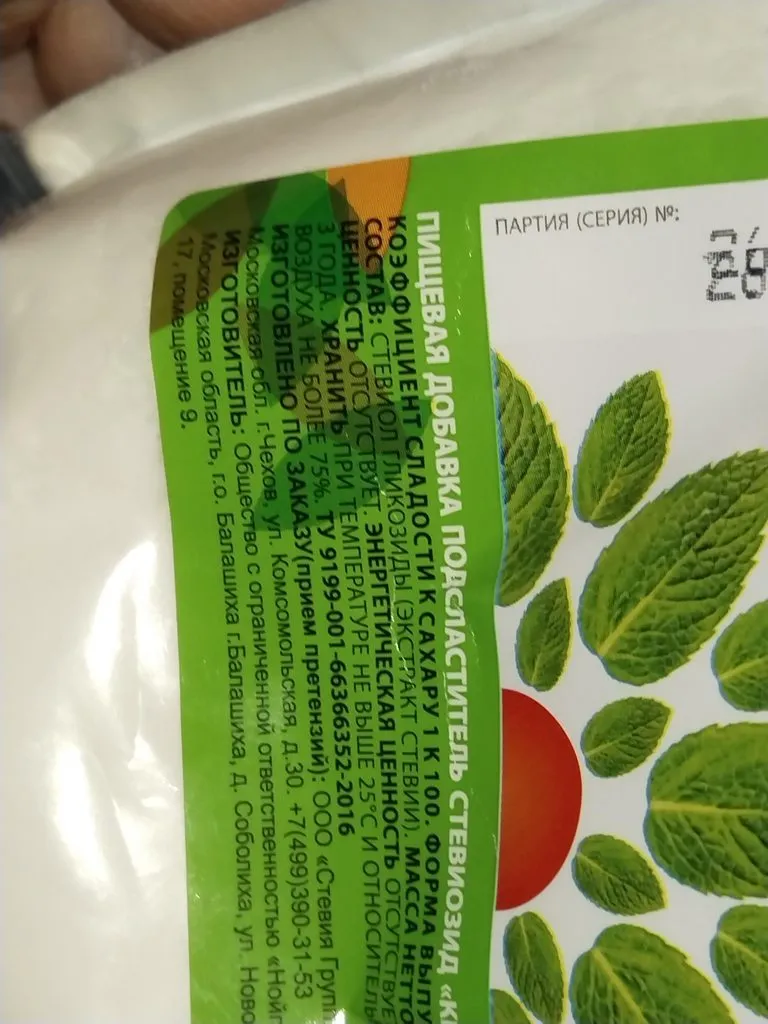 ПАРТИЯ (СЕРИЯ) №:
ПИЩЕВАЯ ДОБАВКА ПОДСЛАСТИТЕЛЬ СТЕВИОЗИД
КОЭФФИЦИЕНТ СЛАДОСТИ К САХАРУ 1 К 100. ФОРМА ВЫПУ
СОСТАВ: СТЕВИОЛ ГЛИКОЗИДЫ (ЭКСТРАКТ СТЕВИИ). МАССА НЕТТО
ЦЕННОСТЬ ОТСУТСТВУЕТ. ЭНЕРГЕТИЧЕСКАЯ ЦЕННОСТЬ ОТСУТСТВУЕ
3 ГОДА. ХРАНИТЬ ПРИ ТЕМПЕРАТУРЕ НЕ ВЫШЕ 25°С И ОТНОСИТЕЛЬ
ВОЗДУХА НЕ БОЛЕЕ 75%. ТУ 9199-001-66366352-2016
ИЗГОТОВЛЕНО ПО ЗАКАЗУ(прием претензий): ООО «Стевия Групп
Московская обл. г.Чехов, ул. Комсомольская, д.30. +7(499)390-31-53
ИЗГОТОВИТЕЛЬ: Общество с ограниченной ответственностью
Московская область, г.о. Балашиха г.Балашиха, д. Соболиха, ул. Ново
17, помещение 9.